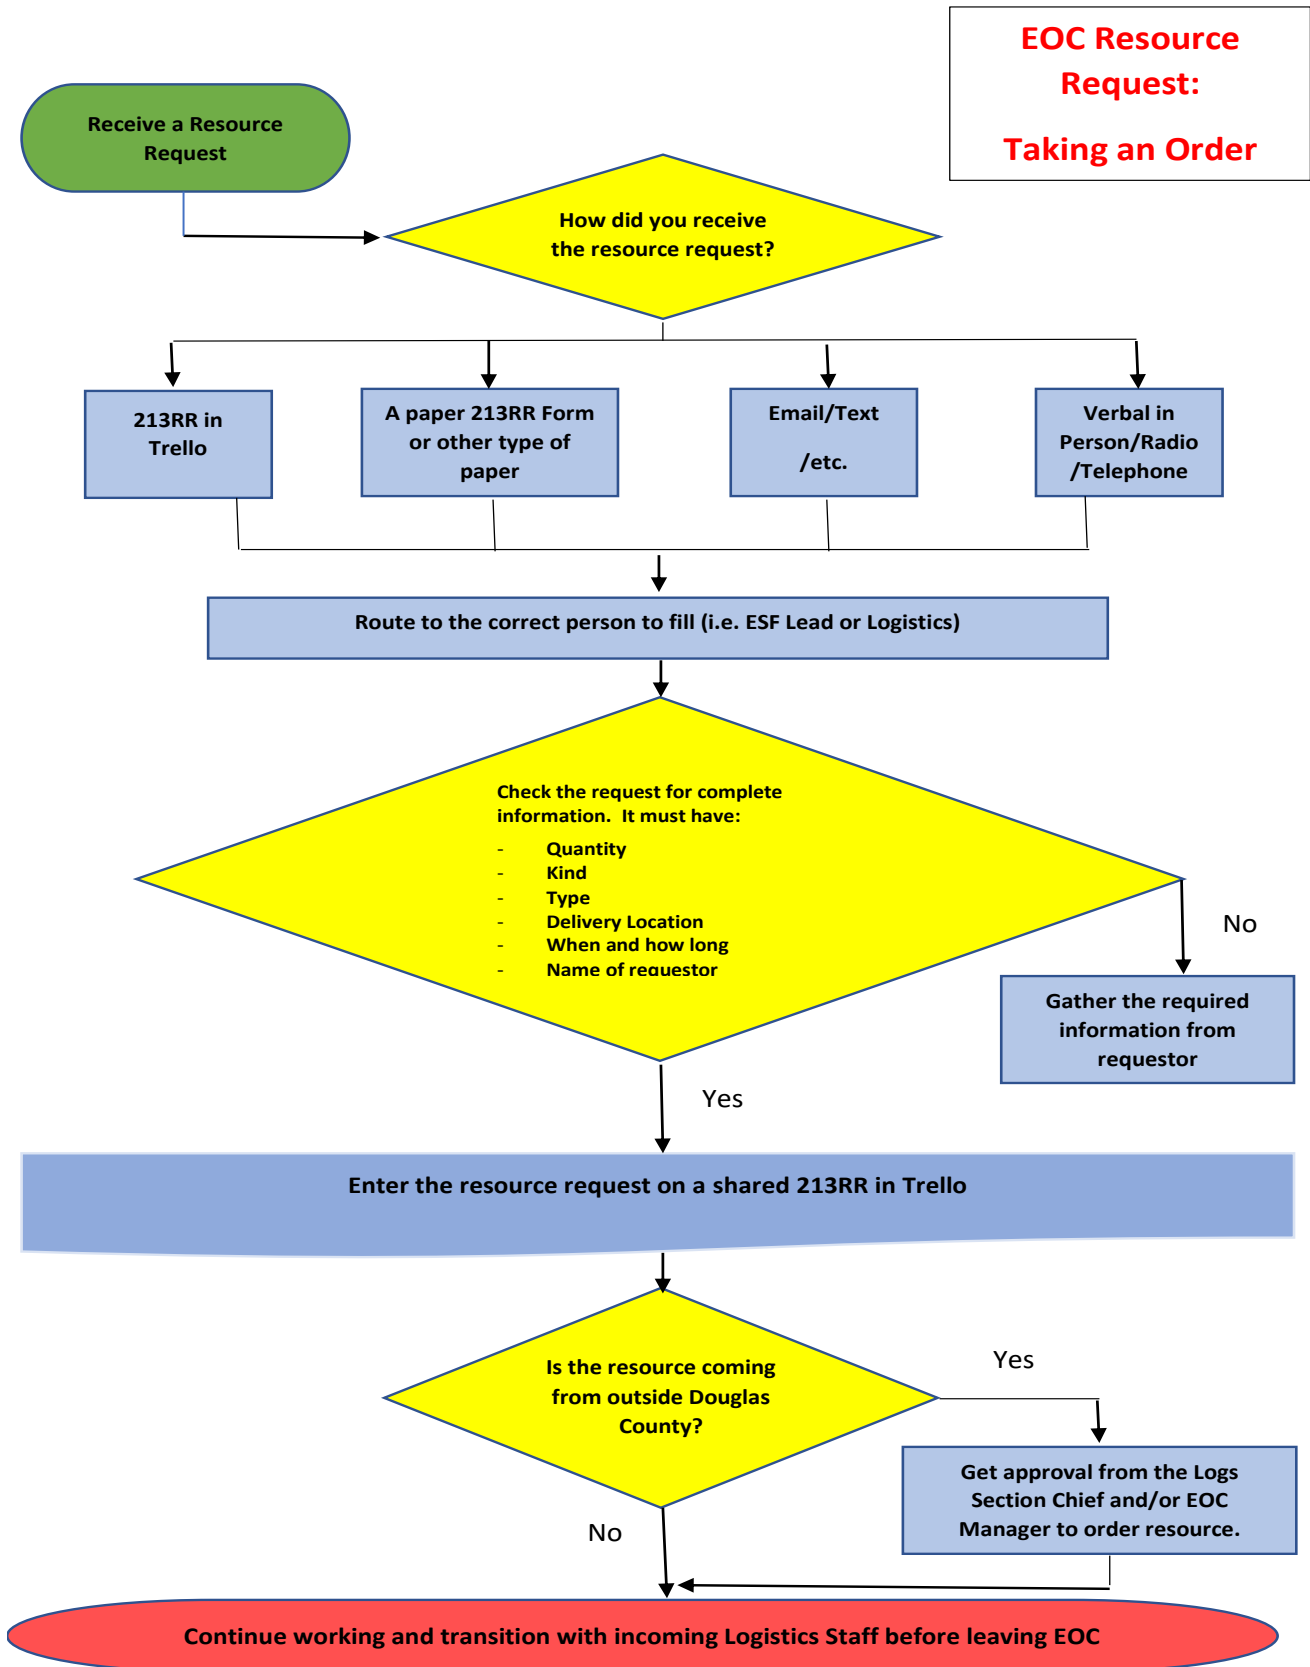 EOC Resource
Request:
Taking an Order
Receive a Resource
Request
How did you receive
the resource request?
213RR in
Trello
A paper 213RR Form
or other type of
paper
Email/Text
/etc.
Verbal in
Person/Radio
/Telephone
Route to the correct person to fill (i.e. ESF Lead or Logistics)
Check the request for complete
information.  It must have:
- Quantity
- Kind
- Type
- Delivery Location
- When and how long
- Name of requestor
No
Gather the required
information from
requestor
Yes
Enter the resource request on a shared 213RR in Trello
Is the resource coming
from outside Douglas
County?
Yes
Get approval from the Logs
Section Chief and/or EOC
Manager to order resource.
No
Continue working and transition with incoming Logistics Staff before leaving EOC